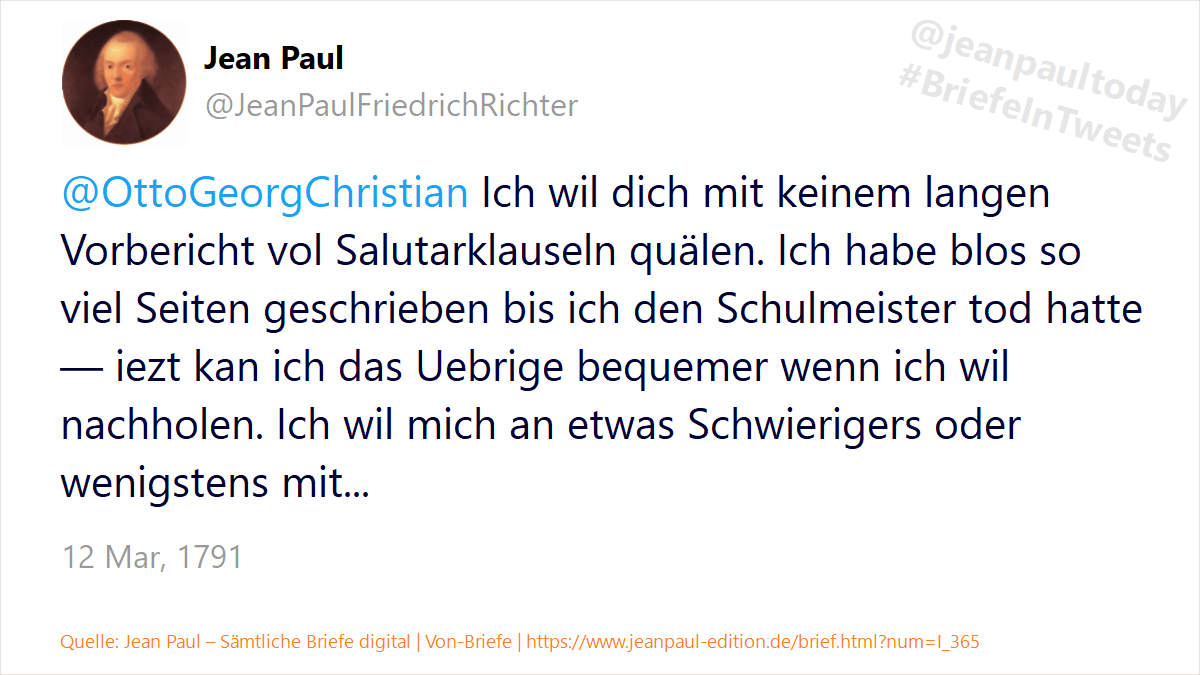 Jean Paul
@JeanPaulFriedrichRichter
@jeanpaultoday
#BriefeInTweets
@OttoGeorgChristian Ich wil dich mit keinem langen
Vorbericht vol Salutarklauseln quälen. Ich habe blos so
viel Seiten geschrieben bis ich den Schulmeister tod hatte
— iezt kan ich das Uebrige bequemer wenn ich wil
nachholen. Ich wil mich an etwas Schwierigers oder
wenigstens mit...
12 Mar, 1791
Quelle: Jean Paul – Sämtliche Briefe digital | Von-Briefe | https://www.jeanpaul-edition.de/brief.html?num=I_365